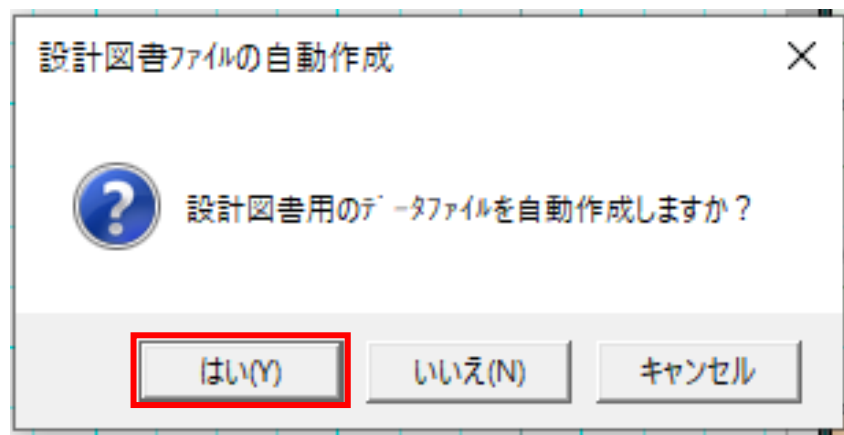 設計図書ﾌｧｲﾙの自動作成
設計図書用のﾃﾞｰﾀﾌｧｲﾙを自動作成しますか？
はい(Y)
いいえ(N)
キャンセル